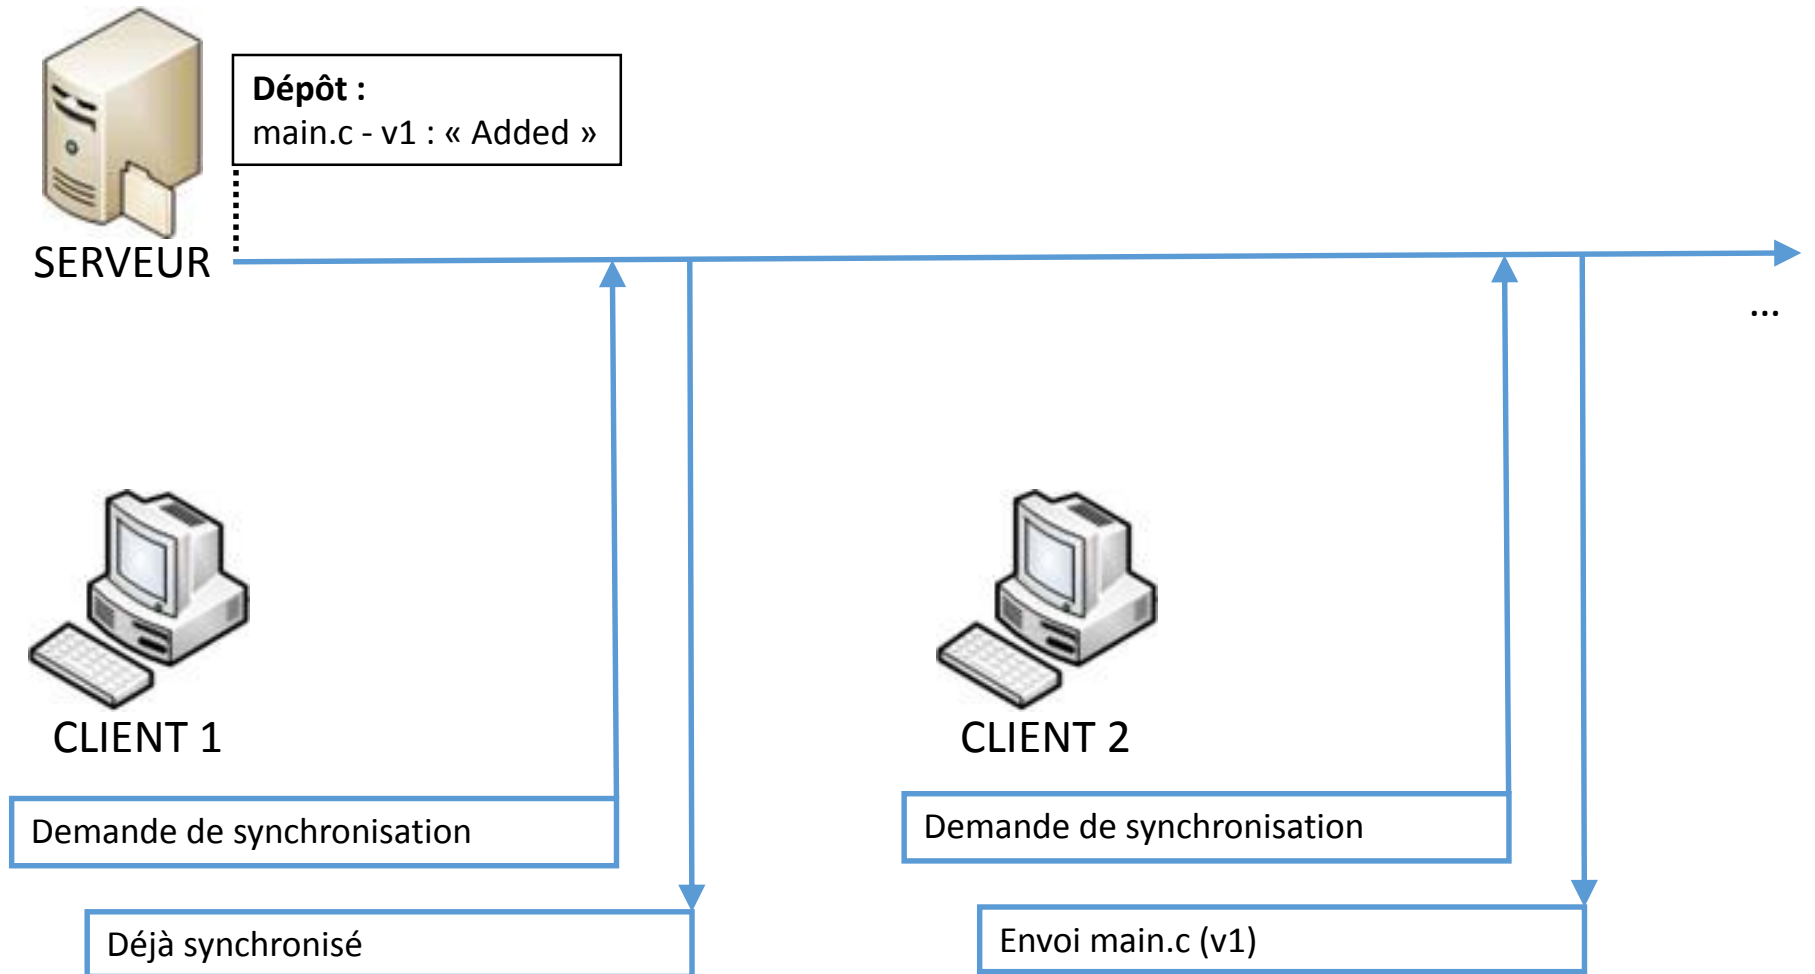 Dépôt :
main.c - v1 : « Added »
SERVEUR
...
CLIENT 1
CLIENT 2
Demande de synchronisation
Demande de synchronisation
Déjà synchronisé
Envoi main.c (v1)